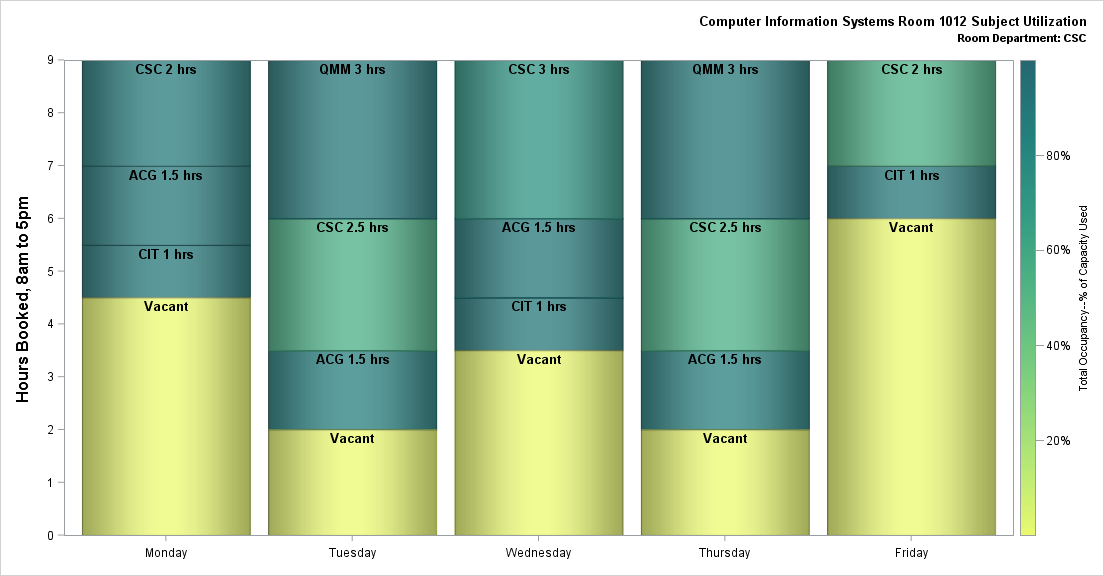 Computer Information Systems Room 1012 Subject Utilization
Room Department: CSC
Hours Booked, 8am to 5pm
9
8
7
6
5
4
3
2
1
0
CSC 2 hrs
ACG 1.5 hrs
CIT 1 hrs
Vacant
QMM 3 hrs
CSC 2.5 hrs
ACG 1.5 hrs
Vacant
CSC 3 hrs
ACG 1.5 hrs
CIT 1 hrs
Vacant
QMM 3 hrs
CSC 2.5 hrs
ACG 1.5 hrs
Vacant
CSC 2 hrs
CIT 1 hrs
Vacant
Monday
Tuesday
Wednesday
Thursday
Friday
80%
60%
40%
20%
Total Occupancy--% of Capacity Used